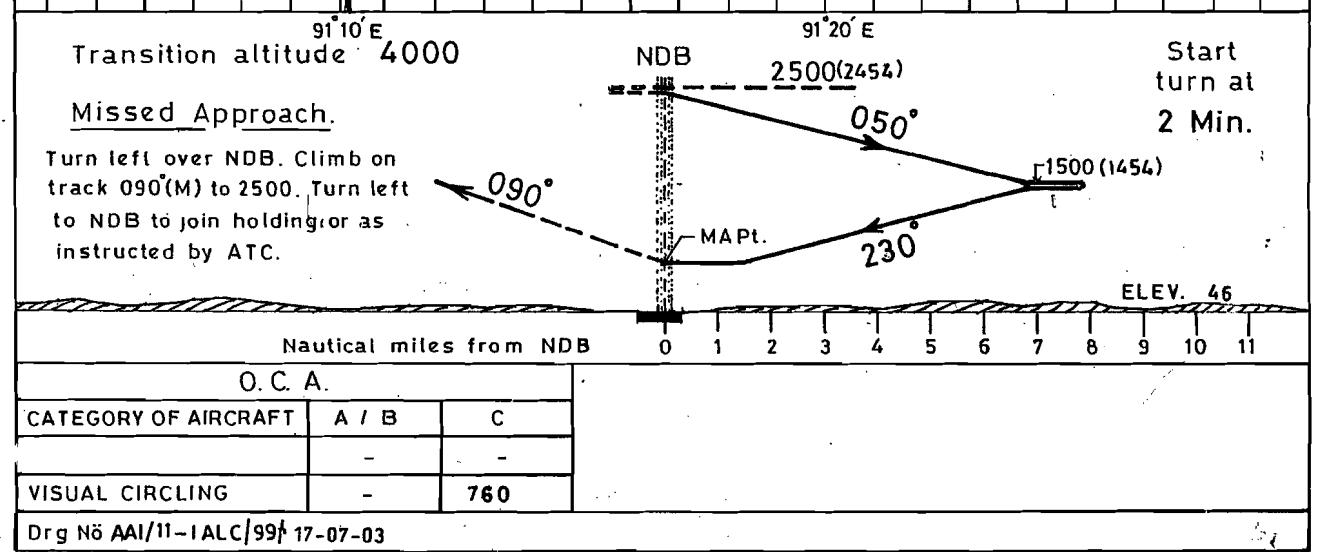 91°10′E
91°20′E
Transition altitude 4000
NDB
2500(2454)
Start
turn at
2 Min.
050°
Missed Approach.
Turn left over NDB. Climb on
track 090°(M) to 2500. Turn left
to NDB to join holding or as
instructed by ATC.
090°
1500 (1454)
MAPt.
230°
ELEV. 46
Nautical miles from NDB 0 1 2 3 4 5 6 7 8 9 10 11
O.C.A.
CATEGORY OF AIRCRAFT A / B C
- -
VISUAL CIRCLING - 760
Drg Nö AAI/11-IALC/99/ 17-07-03